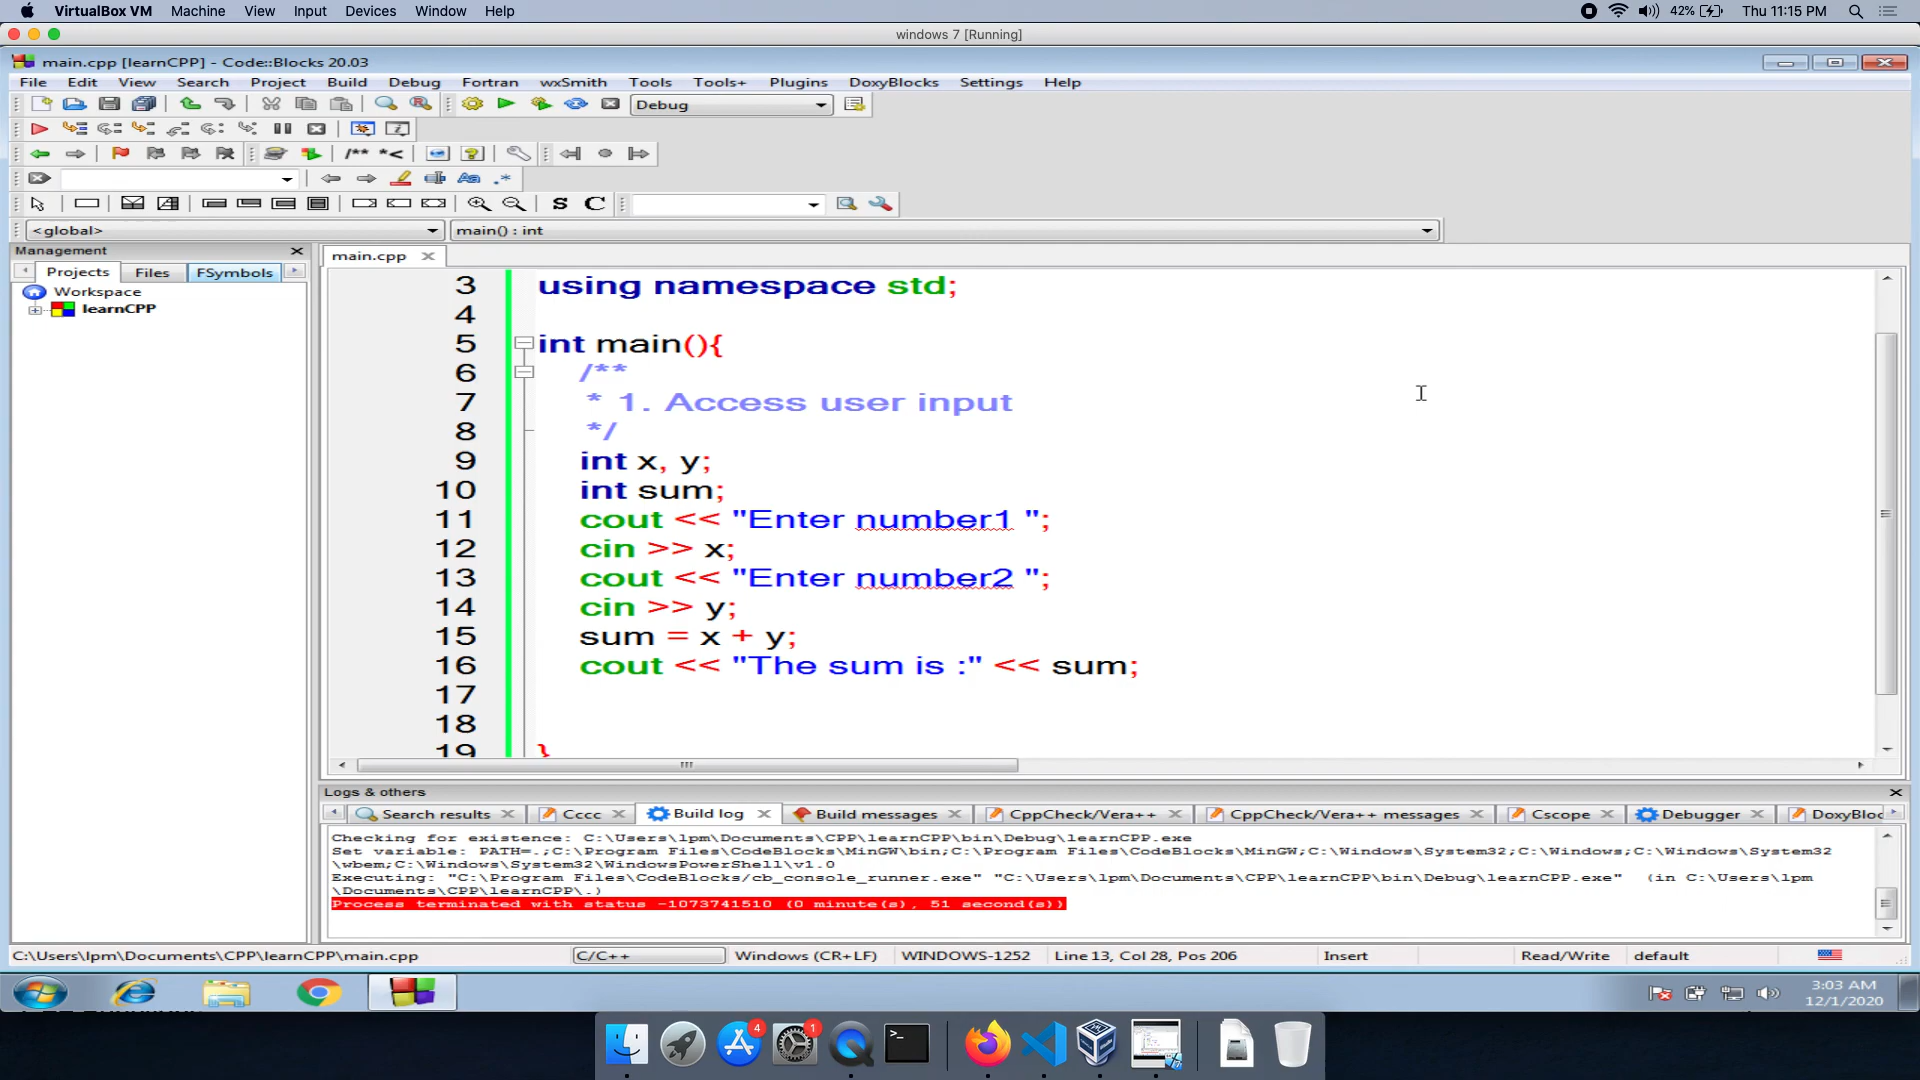 VirtualBox VM Machine View Input Devices Window Help 42% Thu 11:15 PM
windows 7 [Running]
main.cpp [learnCPP] - Code::Blocks 20.03
File Edit View Search Project Build Debug Fortran wxSmith Tools Tools+ Plugins DoxyBlocks Settings Help
Debug
/** *<
Aa .*
S C
<global> main() : int
Management
main.cpp
Projects Files FSymbols
Workspace
learnCPP
3 using namespace std;
4
5 int main(){
6 /**
7 * 1. Access user input
8 */
9 int x, y;
10 int sum;
11 cout << "Enter number1 ";
12 cin >> x;
13 cout << "Enter number2 ";
14 cin >> y;
15 sum = x + y;
16 cout << "The sum is :" << sum;
17
18
19 }
Logs & others
Search results Cccc Build log Build messages CppCheck/Vera++ CppCheck/Vera++ messages Cscope Debugger DoxyBloc
Checking for existence: C:\Users\lpm\Documents\CPP\learnCPP\bin\Debug\learnCPP.exe
Set variable: PATH=.;C:\Program Files\CodeBlocks\MinGW\bin;C:\Program Files\CodeBlocks\MinGW;C:\Windows\System32;C:\Windows;C:\Windows\System32
\wbem;C:\Windows\System32\WindowsPowerShell\v1.0
Executing: "C:\Program Files\CodeBlocks/cb_console_runner.exe" "C:\Users\lpm\Documents\CPP\learnCPP\bin\Debug\learnCPP.exe" (in C:\Users\lpm
\Documents\CPP\learnCPP\.)
Process terminated with status -1073741510 (0 minute(s), 51 second(s))
C:\Users\lpm\Documents\CPP\learnCPP\main.cpp C/C++ Windows (CR+LF) WINDOWS-1252 Line 13, Col 28, Pos 206 Insert Read/Write default
3:03 AM
12/1/2020
4 1